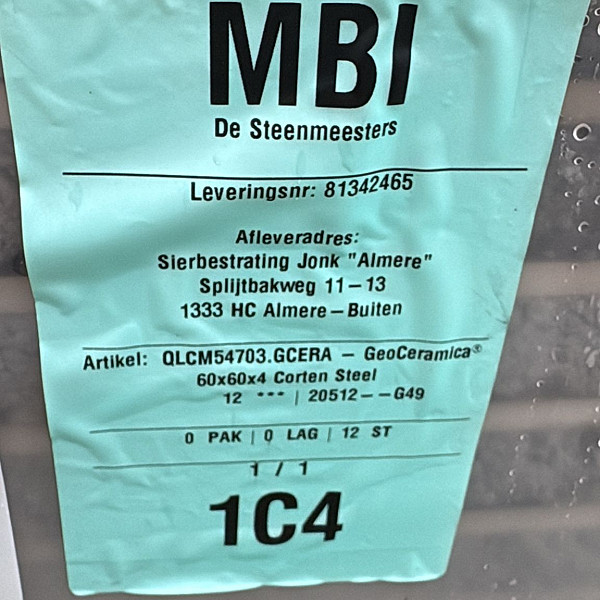 MBI
De Steenmeesters
Leveringsnr: 81342465
Afleveradres:
Sierbestrating Jonk "Almere"
Splijtbakweg 11-13
1333 HC Almere-Buiten
Artikel: QLCM54703.GCERA - GeoCeramica®
60x60x4 Corten Steel
12 *** | 20512--G49
0 PAK | 0 LAG | 12 ST
1 / 1
1C4